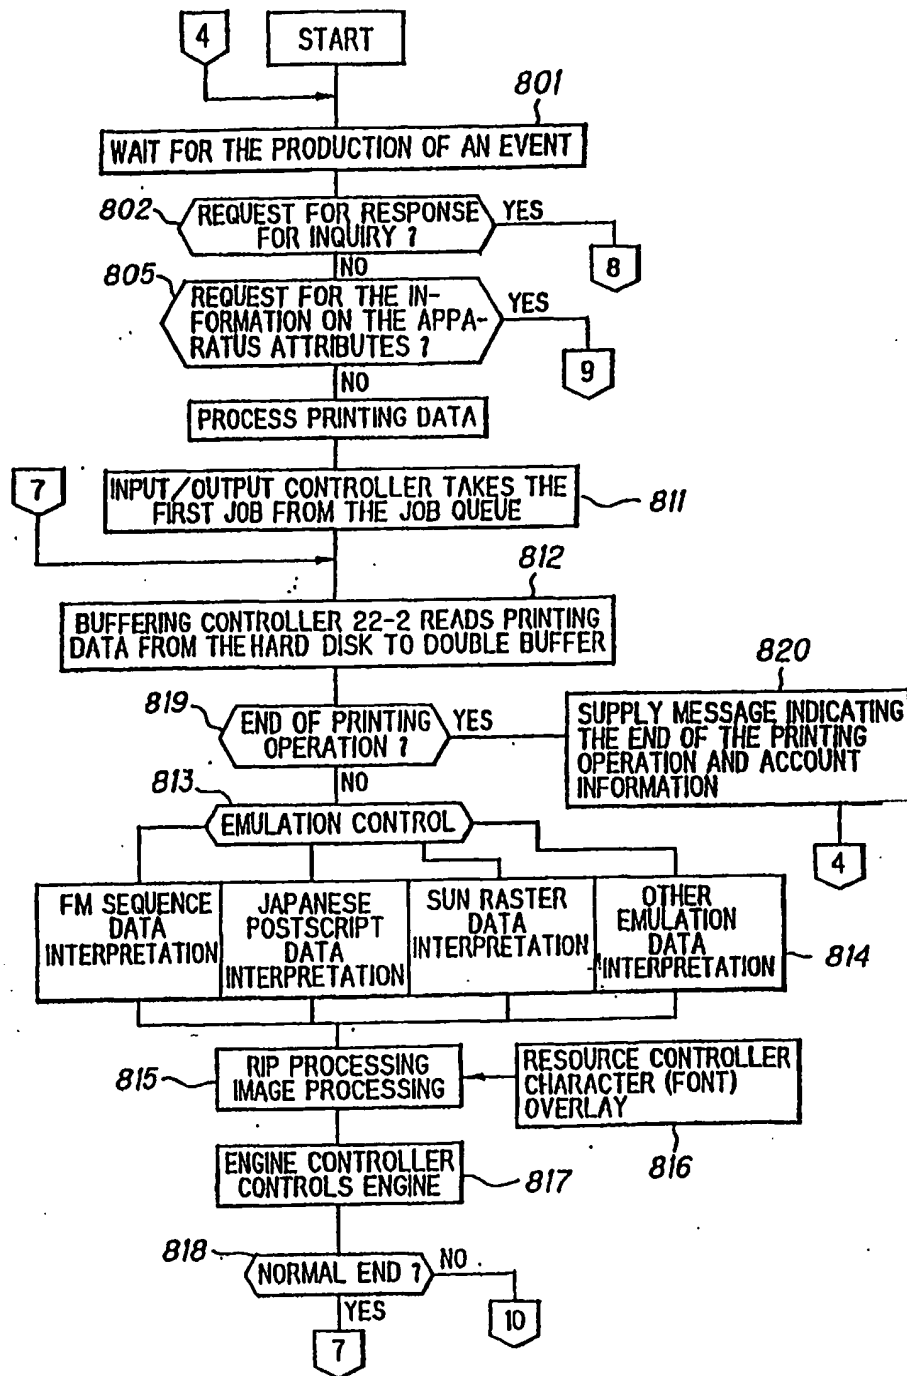 4
START
801
WAIT FOR THE PRODUCTION OF AN EVENT
802
REQUEST FOR RESPONSE
FOR INQUIRY ?
YES
8
NO
805
REQUEST FOR THE IN-
FORMATION ON THE APPA-
RATUS ATTRIBUTES ?
YES
9
NO
PROCESS PRINTING DATA
7
INPUT/OUTPUT CONTROLLER TAKES THE
FIRST JOB FROM THE JOB QUEUE
811
812
BUFFERING CONTROLLER 22-2 READS PRINTING
DATA FROM THE HARD DISK TO DOUBLE BUFFER
819
END OF PRINTING
OPERATION ?
YES
820
SUPPLY MESSAGE INDICATING
THE END OF THE PRINTING
OPERATION AND ACCOUNT
INFORMATION
4
NO
813
EMULATION CONTROL
FM SEQUENCE
DATA
INTERPRETATION
JAPANESE
POSTSCRIPT
DATA
INTERPRETATION
SUN RASTER
DATA
INTERPRETATION
OTHER
EMULATION
DATA
INTERPRETATION
814
815
RIP PROCESSING
IMAGE PROCESSING
RESOURCE CONTROLLER
CHARACTER (FONT)
OVERLAY
816
ENGINE CONTROLLER
CONTROLS ENGINE
817
818
NORMAL END ?
NO
10
YES
7